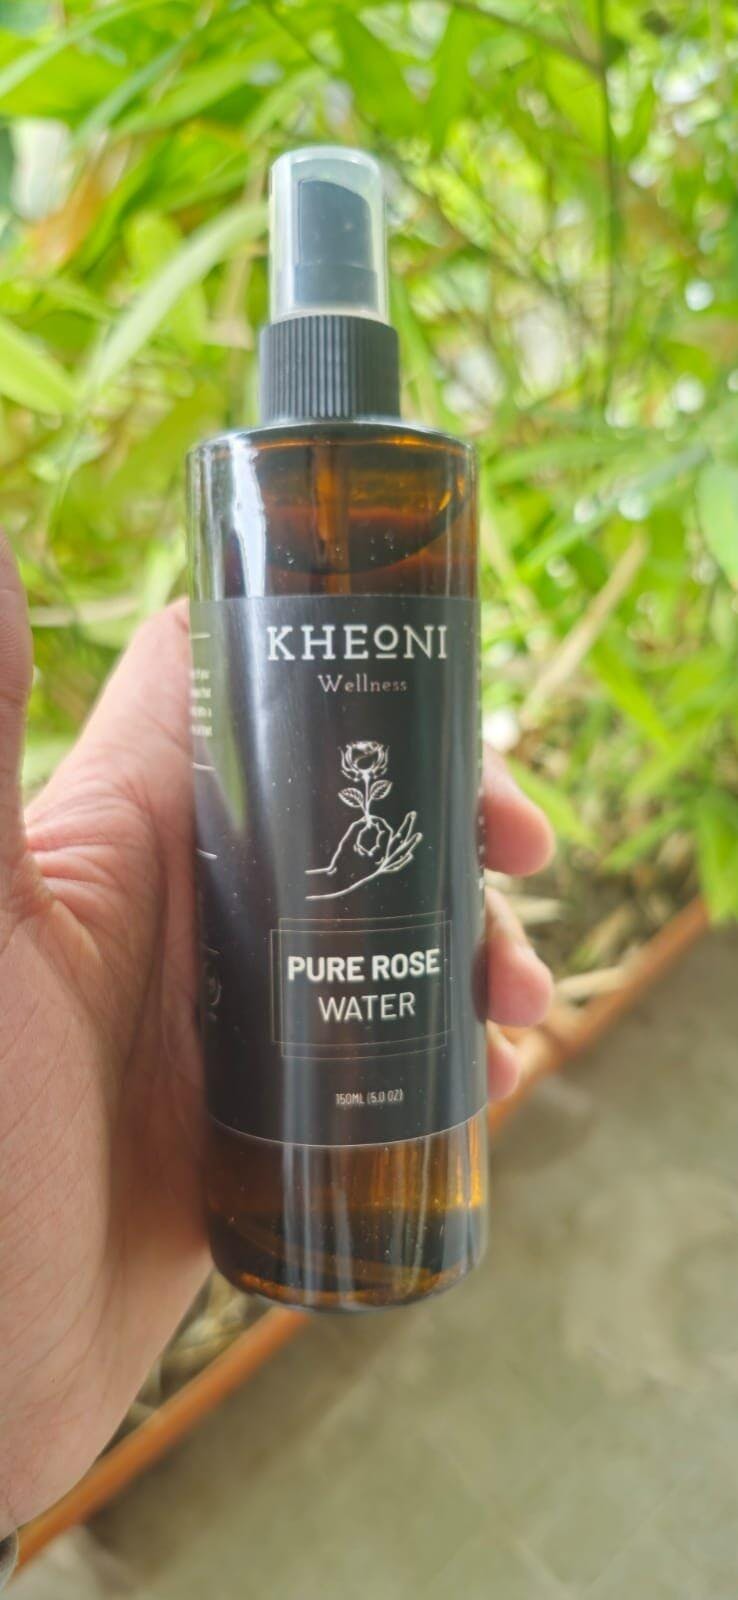 KHEONI
Wellness
PURE ROSE
WATER
150ML (5.0 OZ)